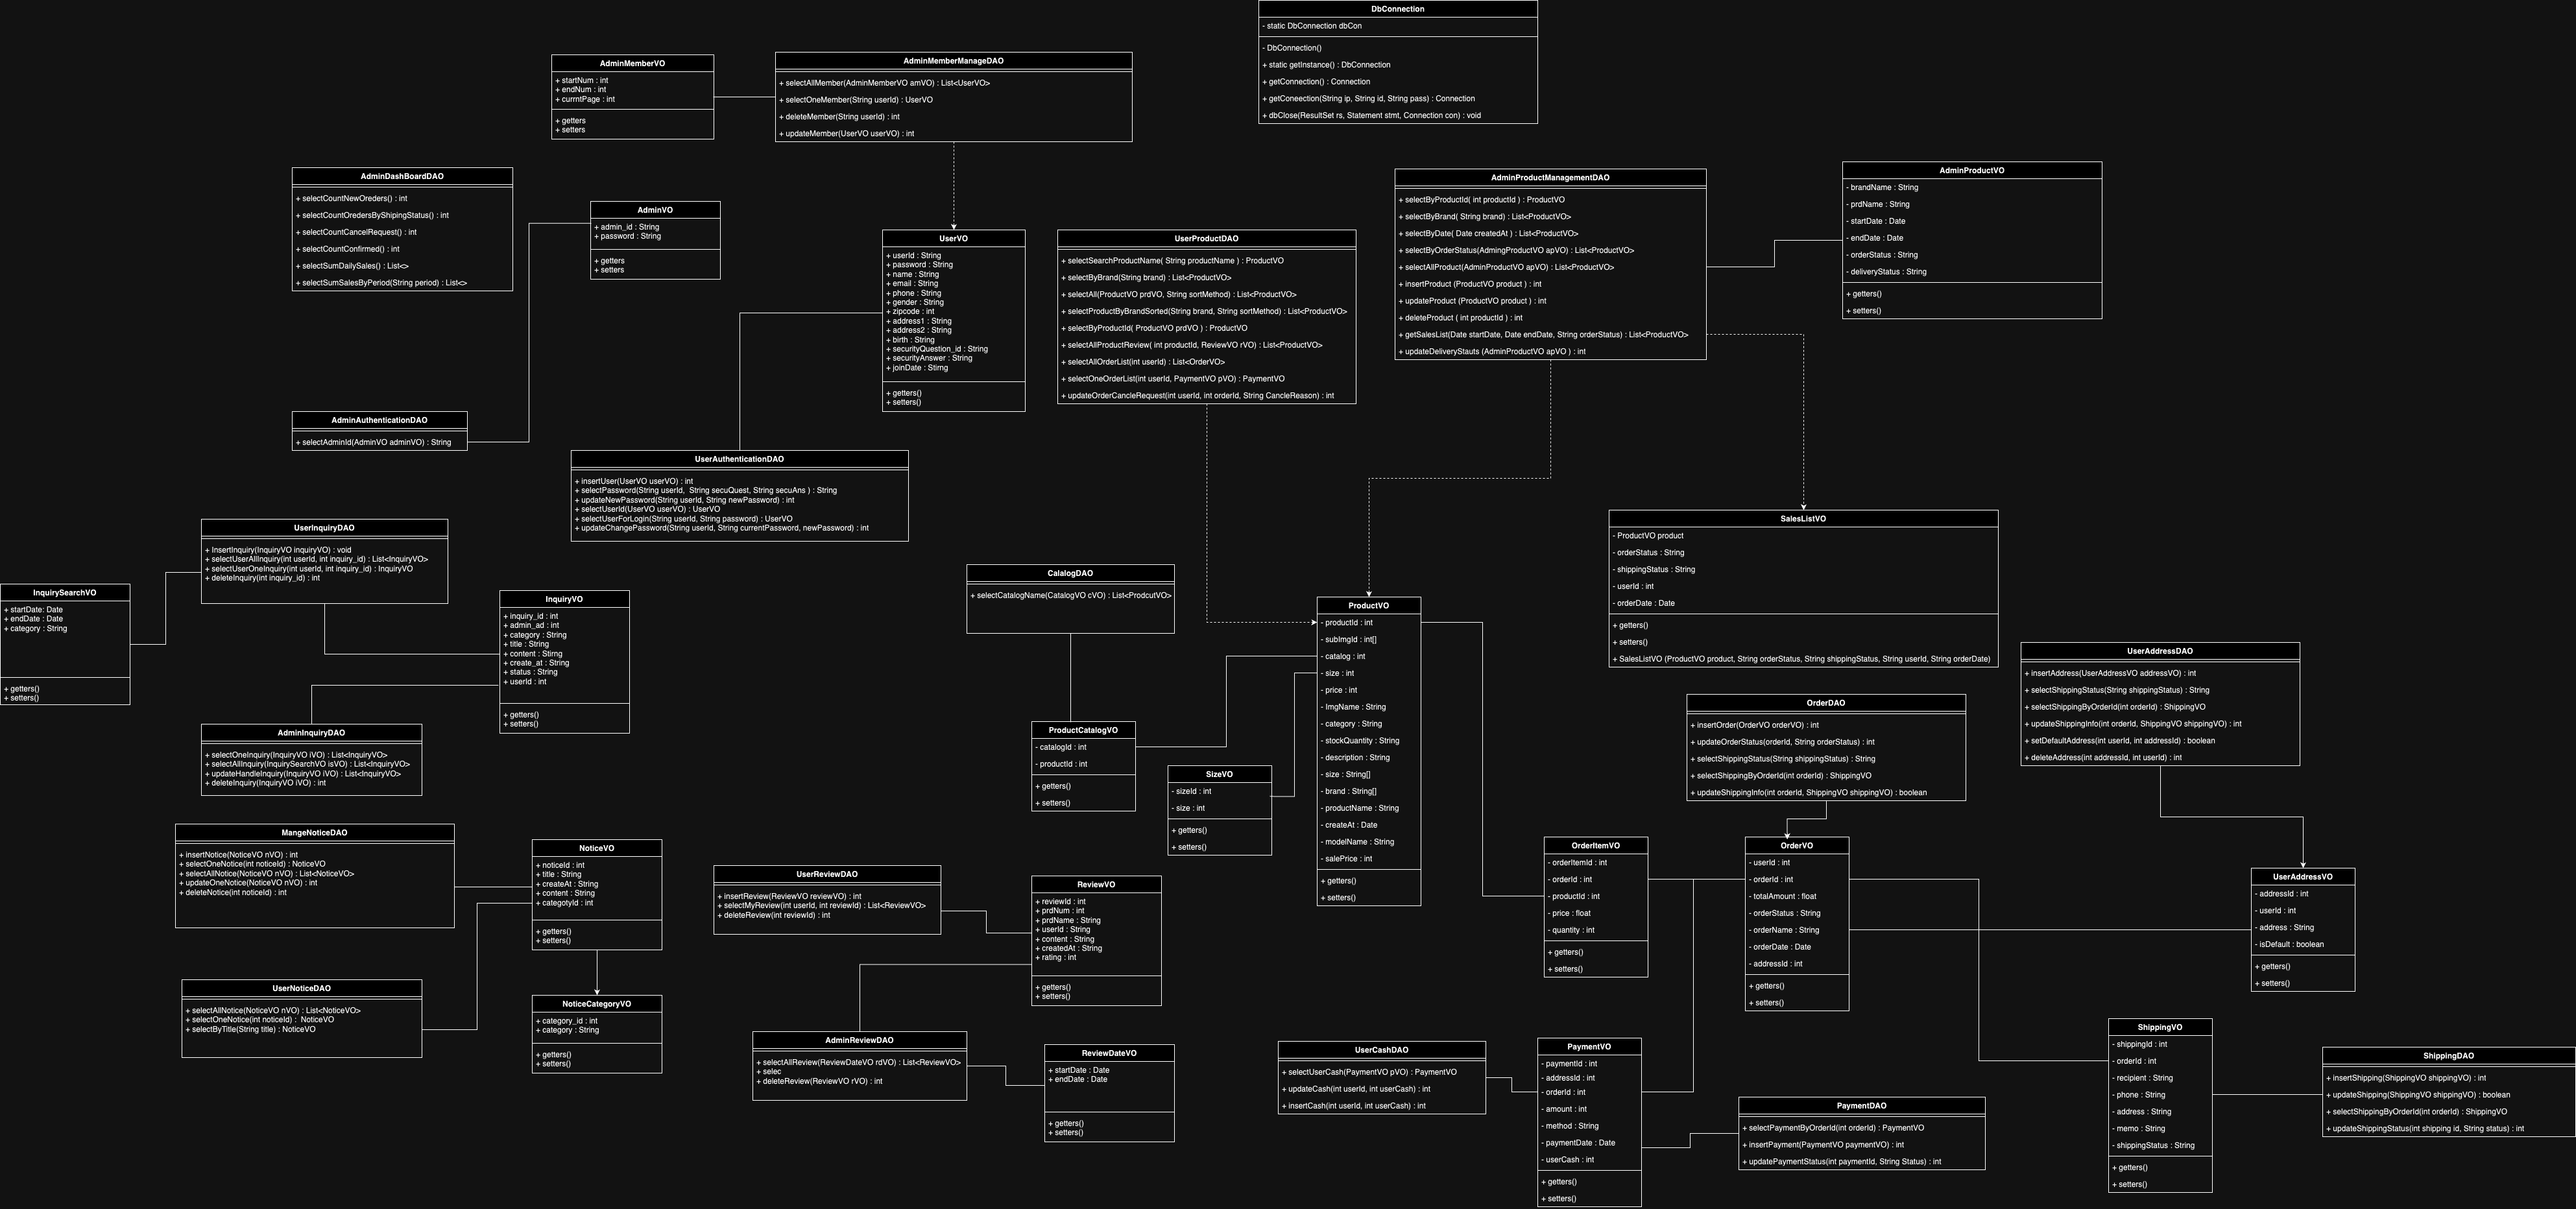 DbConnection
- static DbConnection dbCon
- DbConnection()
+ static getInstance() : DbConnection
+ getConnection() : Connection
+ getConeection(String ip, String id, String pass) : Connection
+ dbClose(ResultSet rs, Statement stmt, Connection con) : void
AdminMemberVO
+ startNum : int
+ endNum : int
+ currntPage : int
+ getters
+ setters
AdminMemberManageDAO
+ selectAllMember(AdminMemberVO amVO) : List<UserVO>
+ selectOneMember(String userId) : UserVO
+ deleteMember(String userId) : int
+ updateMember(UserVO userVO) : int
AdminDashBoardDAO
+ selectCountNewOreders() : int
+ selectCountOredersByShipingStatus() : int
+ selectCountCancelRequest() : int
+ selectCountConfirmed() : int
+ selectSumDailySales() : List<>
+ selectSumSalesByPeriod(String period) : List<>
AdminVO
+ admin_id : String
+ password : String
+ getters
+ setters
UserVO
+ userId : String
+ password : String
+ name : String
+ email : String
+ phone : String
+ gender : String
+ zipcode : int
+ address1 : String
+ address2 : String
+ birth : String
+ securityQuestion_id : String
+ securityAnswer : String
+ joinDate : Stirng
+ getters()
+ setters()
UserProductDAO
+ selectSearchProductName( String productName ) : ProductVO
+ selectByBrand(String brand) : List<ProductVO>
+ selectAll(ProductVO prdVO, String sortMethod) : List<ProductVO>
+ selectProductByBrandSorted(String brand, String sortMethod) : List<ProductVO>
+ selectByProductId( ProductVO prdVO ) : ProductVO
+ selectAllProductReview( int productId, ReviewVO rVO) : List<ProductVO>
+ selectAllOrderList(int userId) : List<OrderVO>
+ selectOneOrderList(int userId, PaymentVO pVO) : PaymentVO
+ updateOrderCancleRequest(int userId, int orderId, String CancleReason) : int
AdminProductManagementDAO
+ selectByProductId( int productId ) : ProductVO
+ selectByBrand( String brand) : List<ProductVO>
+ selectByDate( Date createdAt ) : List<ProductVO>
+ selectByOrderStatus(AdmingProductVO apVO) : List<ProductVO>
+ selectAllProduct(AdminProductVO apVO) : List<ProductVO>
+ insertProduct (ProductVO product ) : int
+ updateProduct (ProductVO product ) : int
+ deleteProduct ( int productId ) : int
+ getSalesList(Date startDate, Date endDate, String orderStatus) : List<ProductVO>
+ updateDeliveryStauts (AdminProductVO apVO ) : int
AdminProductVO
- brandName : String
- prdName : String
- startDate : Date
- endDate : Date
- orderStatus : String
- deliveryStatus : String
+ getters()
+ setters()
AdminAuthenticationDAO
+ selectAdminId(AdminVO adminVO) : String
UserAuthenticationDAO
+ insertUser(UserVO userVO) : int
+ selectPassword(String userId, String secuQuest, String secuAns ) : String
+ updateNewPassword(String userId, String newPassword) : int
+ selectUserId(UserVO userVO) : UserVO
+ selectUserForLogin(String userId, String password) : UserVO
+ updateChangePassword(String userId, String currentPassword, newPassword) : int
UserInquiryDAO
+ InsertInquiry(InquiryVO inquiryVO) : void
+ selectUserAllInquiry(int userId, int inquiry_id) : List<InquiryVO>
+ selectUserOneInquiry(int userId, int inquiry_id) : InquiryVO
+ deleteInquiry(int inquiry_id) : int
InquirySearchVO
+ startDate: Date
+ endDate : Date
+ category : String
+ getters()
+ setters()
InquiryVO
+ inquiry_id : int
+ admin_ad : int
+ category : String
+ title : String
+ content : Stirng
+ create_at : String
+ status : String
+ userId : int
+ getters()
+ setters()
AdminInquiryDAO
+ selectOneInquiry(InquiryVO iVO) : List<InquiryVO>
+ selectAllInquiry(InquirySearchVO isVO) : List<InquiryVO>
+ updateHandleInquiry(InquiryVO iVO) : List<InquiryVO>
+ deleteInquiry(InquiryVO iVO) : int
CalalogDAO
+ selectCatalogName(CatalogVO cVO) : List<ProdcutVO>
ProductCatalogVO
- catalogId : int
- productId : int
+ getters()
+ setters()
SizeVO
- sizeId : int
- size : int
+ getters()
+ setters()
ProductVO
- productId : int
- subImgId : int[]
- catalog : int
- size : int
- price : int
- ImgName : String
- category : String
- stockQuantity : String
- description : String
- size : String[]
- brand : String[]
- productName : String
- createAt : Date
- modelName : String
- salePrice : int
+ getters()
+ setters()
SalesListVO
- ProductVO product
- orderStatus : String
- shippingStatus : String
- userId : int
- orderDate : Date
+ getters()
+ setters()
+ SalesListVO (ProductVO product, String orderStatus, String shippingStatus, String userId, String orderDate)
OrderDAO
+ insertOrder(OrderVO orderVO) : int
+ updateOrderStatus(orderId, String orderStatus) : int
+ selectShippingStatus(String shippingStatus) : String
+ selectShippingByOrderId(int orderId) : ShippingVO
+ updateShippingInfo(int orderId, ShippingVO shippingVO) : boolean
UserAddressDAO
+ insertAddress(UserAddressVO addressVO) : int
+ selectShippingStatus(String shippingStatus) : String
+ selectShippingByOrderId(int orderId) : ShippingVO
+ updateShippingInfo(int orderId, ShippingVO shippingVO) : int
+ setDefaultAddress(int userId, int addressId) : boolean
+ deleteAddress(int addressId, int userId) : int
MangeNoticeDAO
+ insertNotice(NoticeVO nVO) : int
+ selectOneNotice(int noticeId) : NoticeVO
+ selectAllNotice(NoticeVO nVO) : List<NoticeVO>
+ updateOneNotice(NoticeVO nVO) : int
+ deleteNotice(int noticeId) : int
NoticeVO
+ noticeId : int
+ title : String
+ createAt : String
+ content : String
+ categotyId : int
+ getters()
+ setters()
UserNoticeDAO
+ selectAllNotice(NoticeVO nVO) : List<NoticeVO>
+ selectOneNotice(int noticeId) : NoticeVO
+ selectByTitle(String title) : NoticeVO
NoticeCategoryVO
+ category_id : int
+ category : String
+ getters()
+ setters()
UserReviewDAO
+ insertReview(ReviewVO reviewVO) : int
+ selectMyReview(int userId, int reviewId) : List<ReviewVO>
+ deleteReview(int reviewId) : int
ReviewVO
+ reviewId : int
+ prdNum : int
+ prdName : String
+ userId : String
+ content : String
+ createdAt : String
+ rating : int
+ getters()
+ setters()
AdminReviewDAO
+ selectAllReview(ReviewDateVO rdVO) : List<ReviewVO>
+ selec
+ deleteReview(ReviewVO rVO) : int
ReviewDateVO
+ startDate : Date
+ endDate : Date
+ getters()
+ setters()
OrderItemVO
- orderItemId : int
- orderId : int
- productId : int
- price : float
- quantity : int
+ getters()
+ setters()
OrderVO
- userId : int
- orderId : int
- totalAmount : float
- orderStatus : String
- orderName : String
- orderDate : Date
- addressId : int
+ getters()
+ setters()
UserAddressVO
- addressId : int
- userId : int
- address : String
- isDefault : boolean
+ getters()
+ setters()
UserCashDAO
+ selectUserCash(PaymentVO pVO) : PaymentVO
+ updateCash(int userId, int userCash) : int
+ insertCash(int userId, int userCash) : int
PaymentVO
- paymentId : int
- addressId : int
- orderId : int
- amount : int
- method : String
- paymentDate : Date
- userCash : int
+ getters()
+ setters()
PaymentDAO
+ selectPaymentByOrderId(int orderId) : PaymentVO
+ insertPayment(PaymentVO paymentVO) : int
+ updatePaymentStatus(int paymentId, String Status) : int
ShippingVO
- shippingId : int
- orderId : int
- recipient : String
- phone : String
- address : String
- memo : String
- shippingStatus : String
+ getters()
+ setters()
ShippingDAO
+ insertShipping(ShippingVO shippingVO) : int
+ updateShipping(ShippingVO shippingVO) : boolean
+ selectShippingByOrderId(int orderId) : ShippingVO
+ updateShippingStatus(int shipping id, String status) : int